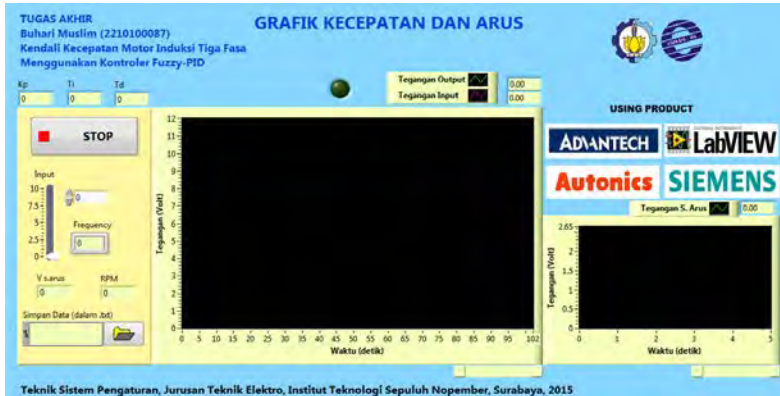 TUGAS AKHIR
Buhari Muslim (2210100087)
Kendali Kecepatan Motor Induksi Tiga Fasa
Menggunakan Kontroler Fuzzy-PID
GRAFIK KECEPATAN DAN ARUS
Kp Ti Td
0 0 0
Tegangan Output 0.00
Tegangan Input 0.00
USING PRODUCT
ADVANTECH LabVIEW
Autonics SIEMENS
STOP
Input
10
7.5
5
2.5
0
0
Frequency
0
V s.arus RPM
0 0
Simpan Data (dalam .txt)
Tegangan (Volt)
12
11
10
9
8
7
6
5
4
3
2
1
0
0 5 10 15 20 25 30 35 40 45 50 55 60 65 70 75 80 85 90 95 102
Waktu (detik)
Tegangan S. Arus 0.00
Tegangan (Volt)
2.65
2
1.5
1
0.5
0
0 1 2 3 4 5
Waktu (detik)
Teknik Sistem Pengaturan, Jurusan Teknik Elektro, Institut Teknologi Sepuluh Nopember, Surabaya, 2015